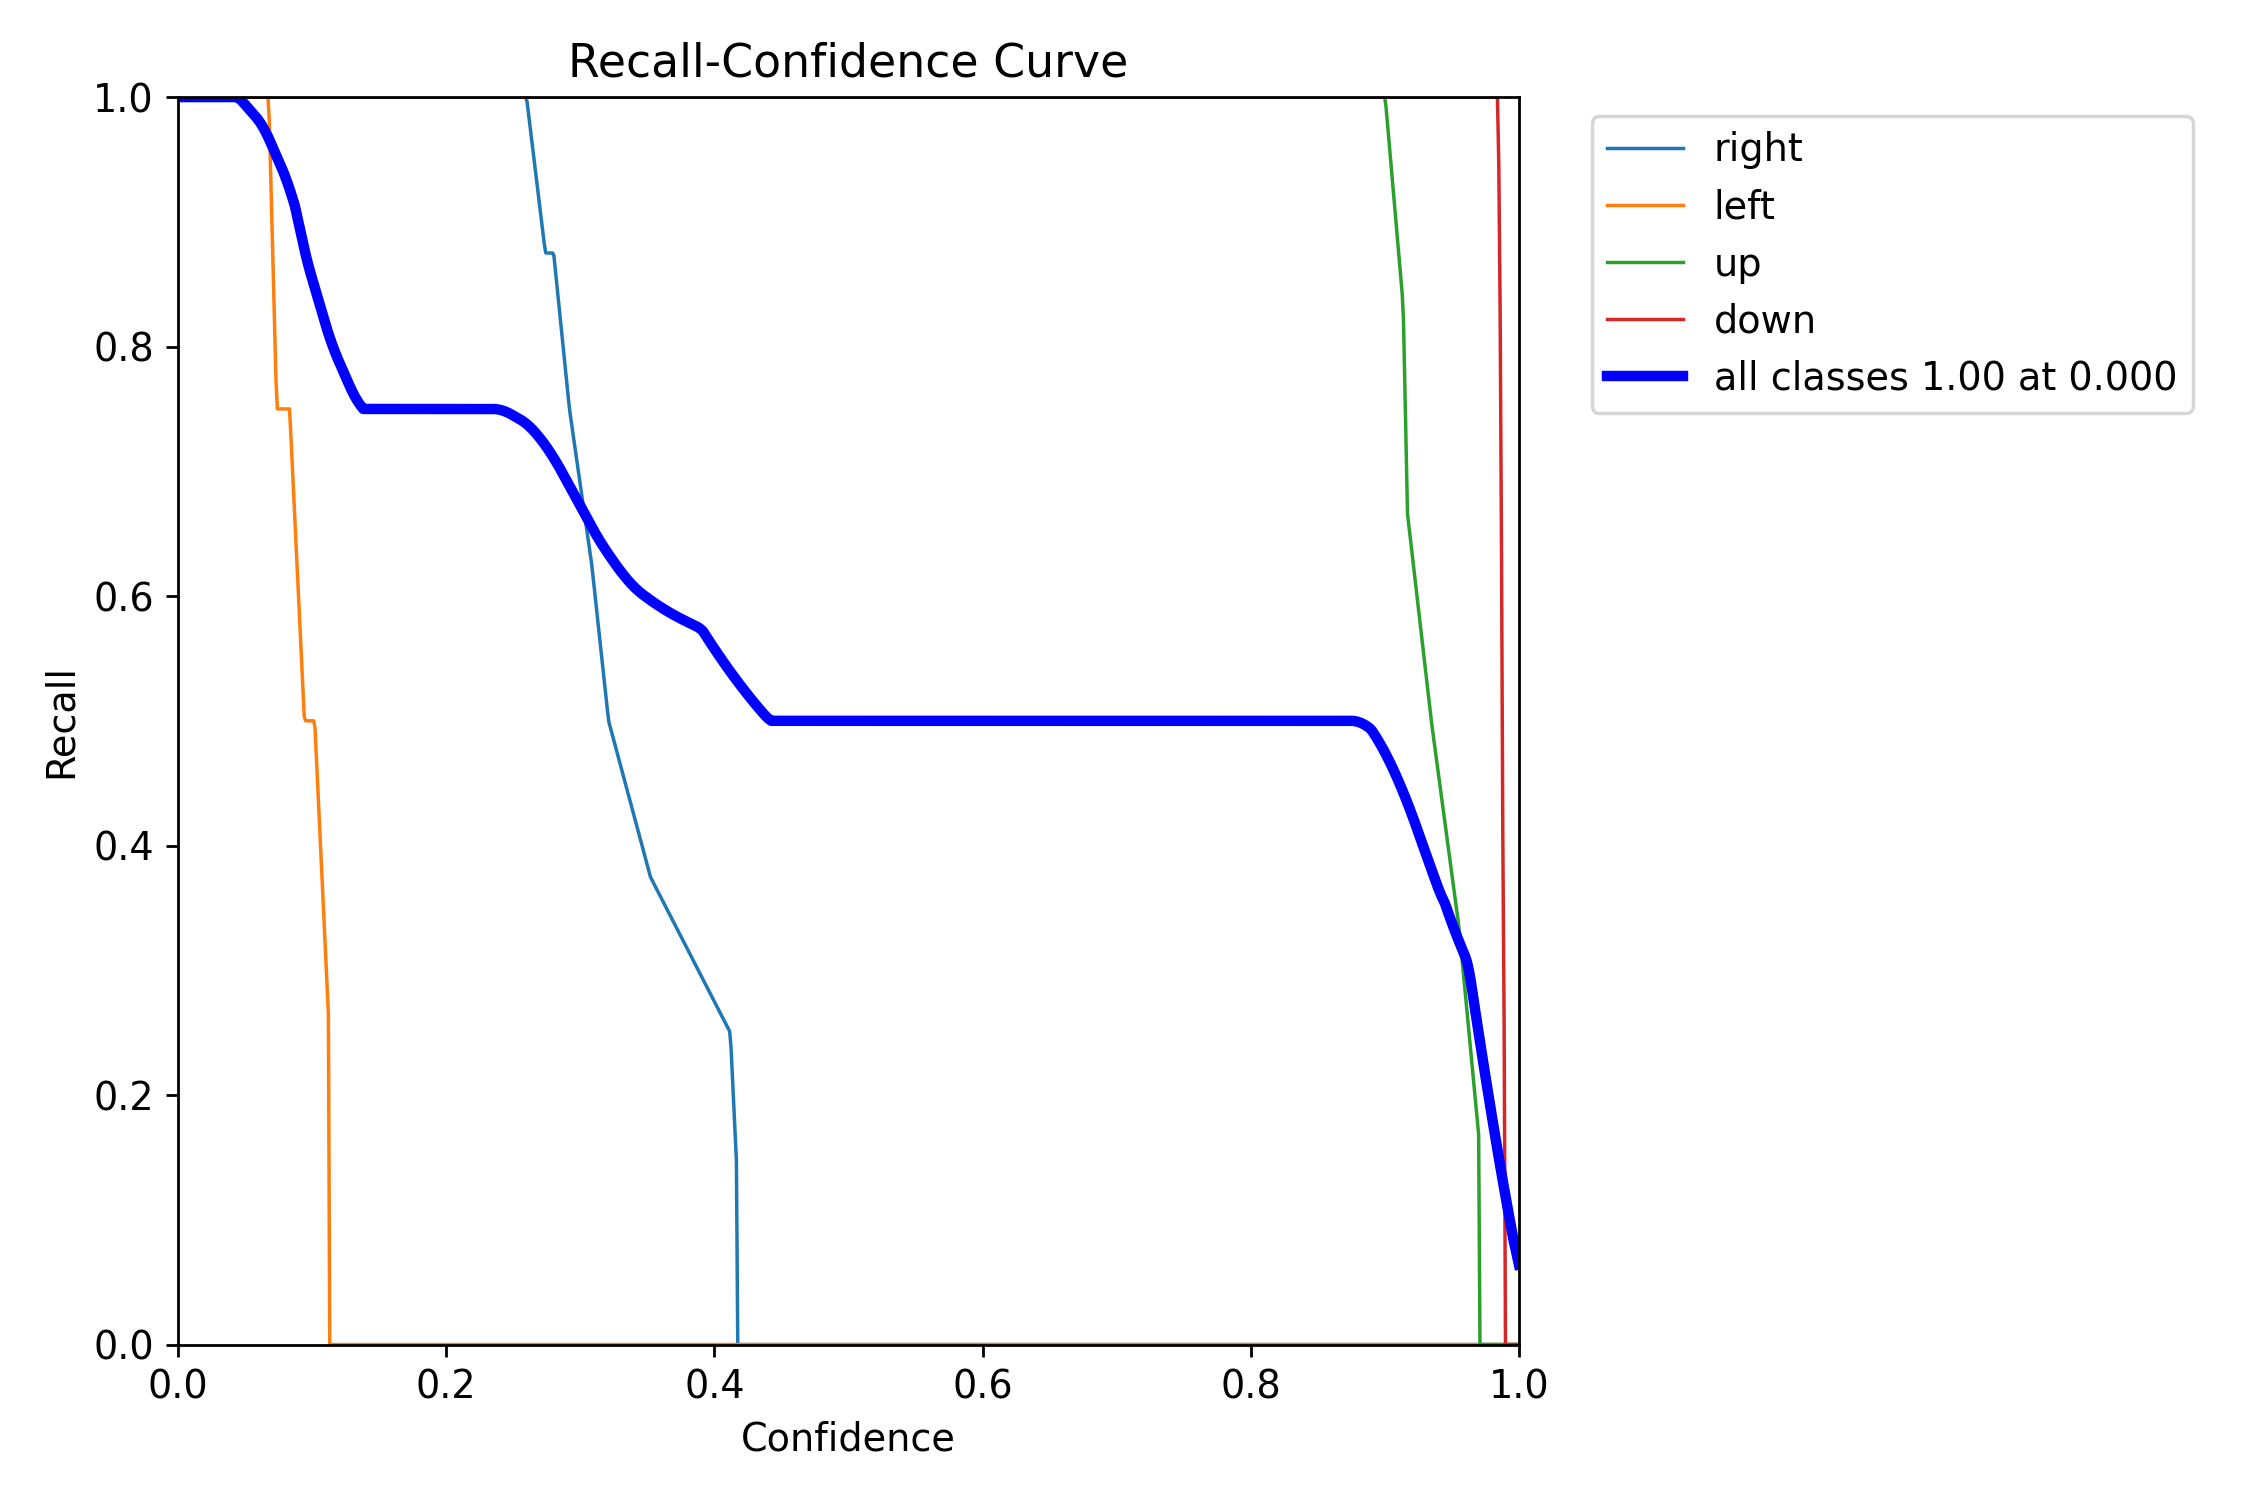 Recall-Confidence Curve
1.0
0.8
0.6
0.4
0.2
0.0
Recall
0.0 0.2 0.4 0.6 0.8 1.0
Confidence
right
left
up
down
all classes 1.00 at 0.000